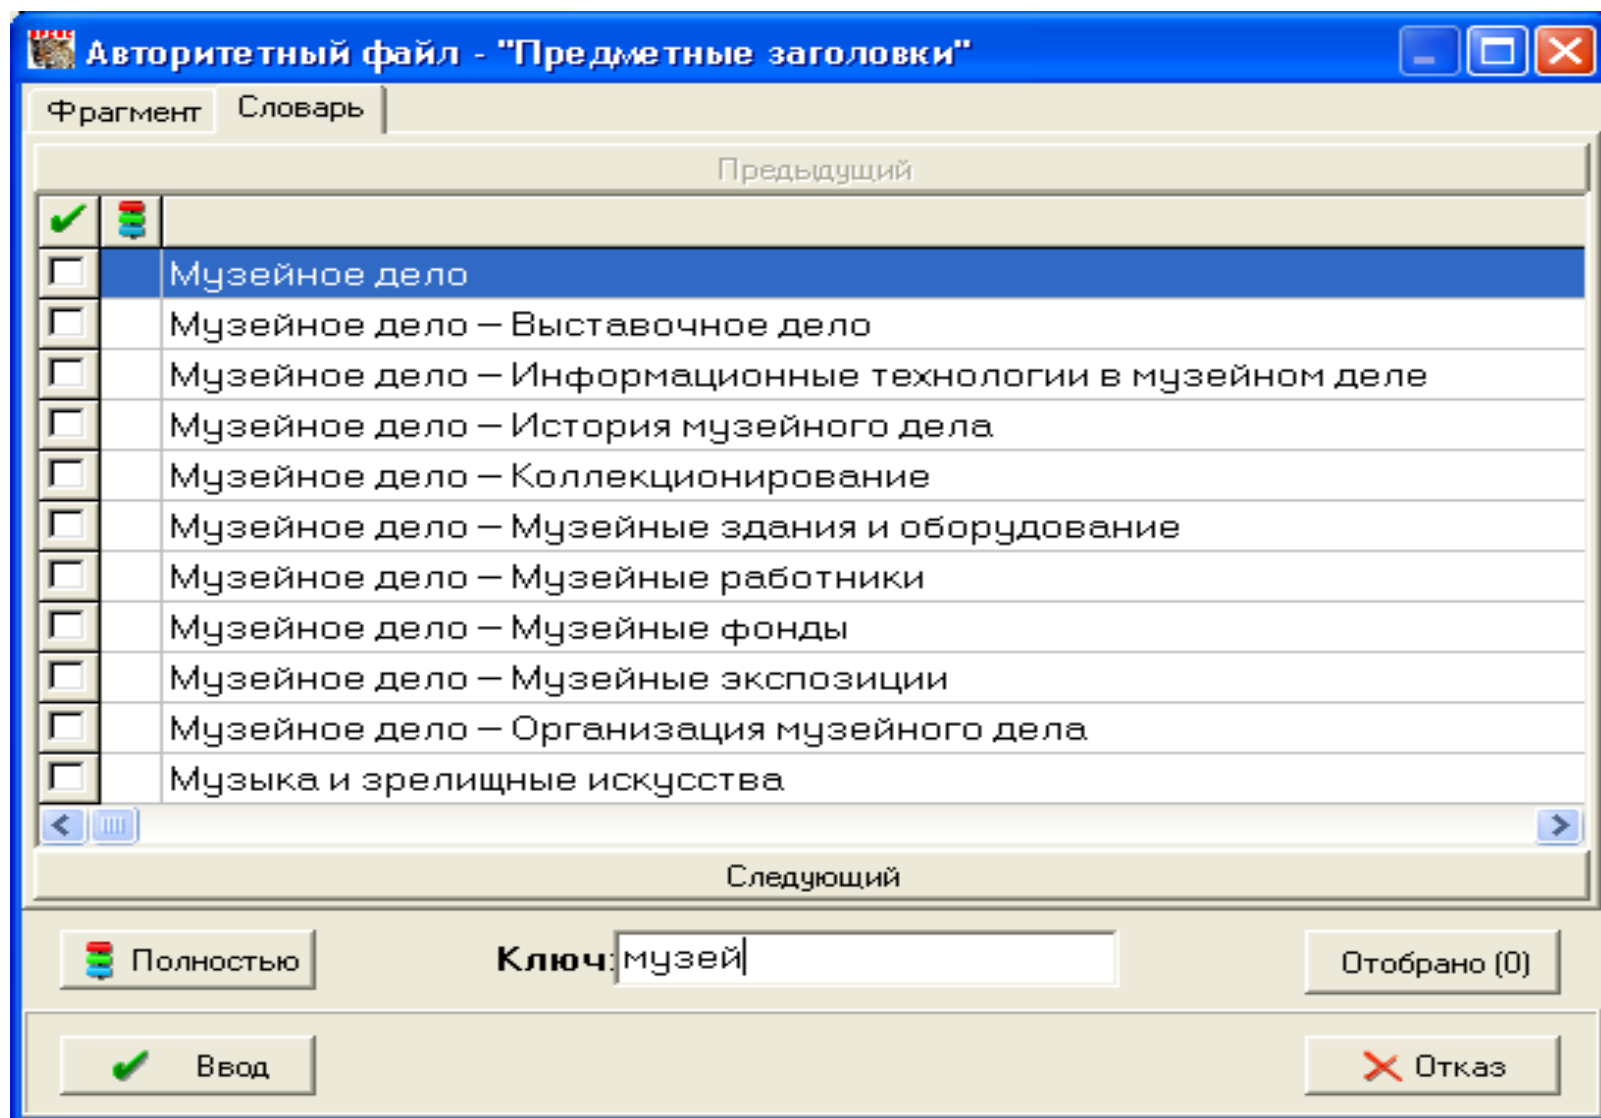 Авторитетный файл - "Предметные заголовки"
Фрагмент Словарь
Предыдущий
Музейное дело
Музейное дело – Выставочное дело
Музейное дело – Информационные технологии в музейном деле
Музейное дело – История музейного дела
Музейное дело – Коллекционирование
Музейное дело – Музейные здания и оборудование
Музейное дело – Музейные работники
Музейное дело – Музейные фонды
Музейное дело – Музейные экспозиции
Музейное дело – Организация музейного дела
Музыка и зрелищные искусства
Следующий
Полностью Ключ: музей Отобрано (0)
Ввод Отказ